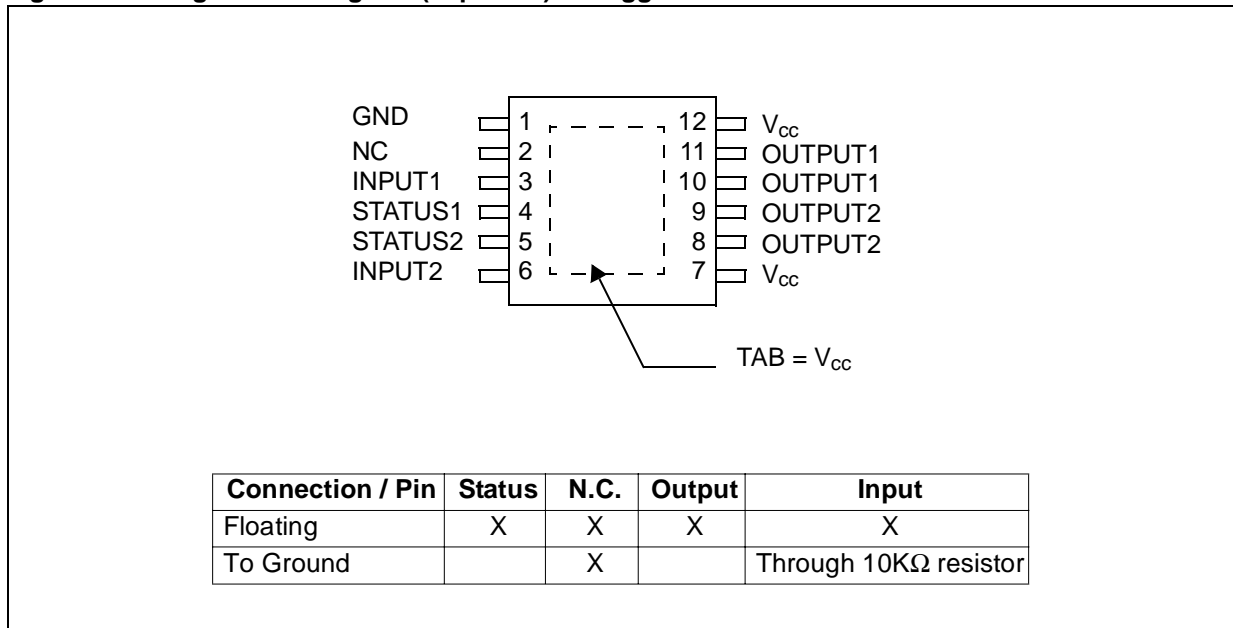 GND 1 12 Vcc
NC 2 11 OUTPUT1
INPUT1 3 10 OUTPUT1
STATUS1 4 9 OUTPUT2
STATUS2 5 8 OUTPUT2
INPUT2 6 7 Vcc
TAB = Vcc
Connection / Pin Status N.C. Output Input
Floating X X X X
To Ground X Through 10KΩ resistor